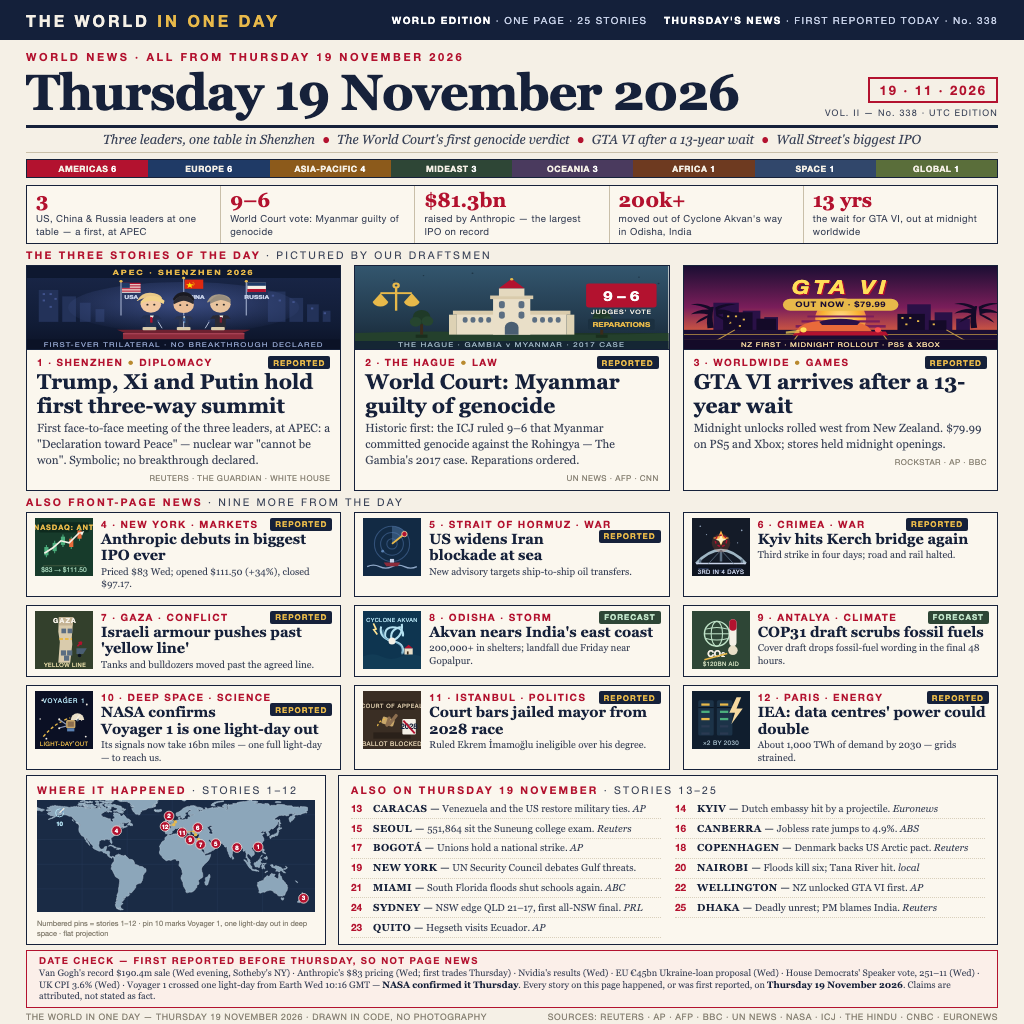 THE WORLD IN ONE DAY
WORLD EDITION · ONE PAGE · 25 STORIES THURSDAY'S NEWS · FIRST REPORTED TODAY · No. 338
WORLD NEWS · ALL FROM THURSDAY 19 NOVEMBER 2026
Thursday 19 November 2026
19 · 11 · 2026
VOL. II — No. 338 · UTC EDITION
Three leaders, one table in Shenzhen ● The World Court's first genocide verdict ● GTA VI after a 13-year wait ● Wall Street's biggest IPO
AMERICAS 6 EUROPE 6 ASIA-PACIFIC 4 MIDEAST 3 OCEANIA 3 AFRICA 1 SPACE 1 GLOBAL 1
3
US, China & Russia leaders at one
table — a first, at APEC
9–6
World Court vote: Myanmar guilty of
genocide
$81.3bn
raised by Anthropic — the largest
IPO on record
200k+
moved out of Cyclone Akvan's way
in Odisha, India
13 yrs
the wait for GTA VI, out at midnight
worldwide
THE THREE STORIES OF THE DAY · PICTURED BY OUR DRAFTSMEN
APEC · SHENZHEN 2026
USA
RUSSIA
FIRST-EVER TRILATERAL · NO BREAKTHROUGH DECLARED
1 · SHENZHEN ● DIPLOMACY
REPORTED
Trump, Xi and Putin hold
first three-way summit
First face-to-face meeting of the three leaders, at APEC: a
"Declaration toward Peace" — nuclear war "cannot be
won". Symbolic; no breakthrough declared.
REUTERS · THE GUARDIAN · WHITE HOUSE
9 – 6
JUDGES' VOTE
REPARATIONS
THE HAGUE · GAMBIA v MYANMAR · 2017 CASE
2 · THE HAGUE ● LAW
REPORTED
World Court: Myanmar
guilty of genocide
Historic first: the ICJ ruled 9–6 that Myanmar
committed genocide against the Rohingya — The
Gambia's 2017 case. Reparations ordered.
UN NEWS · AFP · CNN
GTA VI
OUT NOW · $79.99
NZ FIRST · MIDNIGHT ROLLOUT · PS5 & XBOX
3 · WORLDWIDE ● GAMES
REPORTED
GTA VI arrives after a 13-
year wait
Midnight unlocks rolled west from New Zealand. $79.99
on PS5 and Xbox; stores held midnight openings.
ROCKSTAR · AP · BBC
ALSO FRONT-PAGE NEWS · NINE MORE FROM THE DAY
NASDAQ: ANT
$83 → $111.50
4 · NEW YORK · MARKETS
REPORTED
Anthropic debuts in biggest
IPO ever
Priced $83 Wed; opened $111.50 (+34%), closed
$97.17.
5 · STRAIT OF HORMUZ · WAR
REPORTED
US widens Iran
blockade at sea
New advisory targets ship-to-ship oil transfers.
3RD IN 4 DAYS
6 · CRIMEA · WAR
REPORTED
Kyiv hits Kerch bridge again
Third strike in four days; road and rail halted.
GAZA
YELLOW LINE
7 · GAZA · CONFLICT
REPORTED
Israeli armour pushes past
'yellow line'
Tanks and bulldozers moved past the agreed line.
CYCLONE AKVAN
8 · ODISHA · STORM
FORECAST
Akvan nears India's east coast
200,000+ in shelters; landfall due Friday near
Gopalpur.
CO₂
$120BN AID
9 · ANTALYA · CLIMATE
FORECAST
COP31 draft scrubs fossil fuels
Cover draft drops fossil-fuel wording in the final 48
hours.
VOYAGER 1
LIGHT-DAY OUT
10 · DEEP SPACE · SCIENCE
REPORTED
NASA confirms
Voyager 1 is one light-day out
Its signals now take 16bn miles — one full light-day
— to reach us.
COURT OF APPEAL
2028
BALLOT BLOCKED
11 · ISTANBUL · POLITICS
REPORTED
Court bars jailed mayor from
2028 race
Ruled Ekrem İmamoğlu ineligible over his degree.
×2 BY 2030
12 · PARIS · ENERGY
REPORTED
IEA: data centres' power could
double
About 1,000 TWh of demand by 2030 — grids
strained.
WHERE IT HAPPENED · STORIES 1–12
10
4
2
12
11
6
9
7
5
8
1
3
Numbered pins = stories 1–12 · pin 10 marks Voyager 1, one light-day out in deep
space · flat projection
ALSO ON THURSDAY 19 NOVEMBER · STORIES 13–25
13 CARACAS — Venezuela and the US restore military ties. AP
14 KYIV — Dutch embassy hit by a projectile. Euronews
15 SEOUL — 551,864 sit the Suneung college exam. Reuters
16 CANBERRA — Jobless rate jumps to 4.9%. ABS
17 BOGOTÁ — Unions hold a national strike. AP
18 COPENHAGEN — Denmark backs US Arctic pact. Reuters
19 NEW YORK — UN Security Council debates Gulf threats.
20 NAIROBI — Floods kill six; Tana River hit. local
21 MIAMI — South Florida floods shut schools again. ABC
22 WELLINGTON — NZ unlocked GTA VI first. AP
24 SYDNEY — NSW edge QLD 21–17, first all-NSW final. PRL
25 DHAKA — Deadly unrest; PM blames India. Reuters
23 QUITO — Hegseth visits Ecuador. AP
DATE CHECK — FIRST REPORTED BEFORE THURSDAY, SO NOT PAGE NEWS
Van Gogh's record $190.4m sale (Wed evening, Sotheby's NY) · Anthropic's $83 pricing (Wed; first trades Thursday) · Nvidia's results (Wed) · EU €45bn Ukraine-loan proposal (Wed) · House Democrats' Speaker vote, 251–11 (Wed) ·
UK CPI 3.6% (Wed) · Voyager 1 crossed one light-day from Earth Wed 10:16 GMT — NASA confirmed it Thursday. Every story on this page happened, or was first reported, on Thursday 19 November 2026. Claims are
attributed, not stated as fact.
THE WORLD IN ONE DAY — THURSDAY 19 NOVEMBER 2026 · DRAWN IN CODE, NO PHOTOGRAPHY
SOURCES: REUTERS · AP · AFP · BBC · UN NEWS · NASA · ICJ · THE HINDU · CNBC · EURONEWS